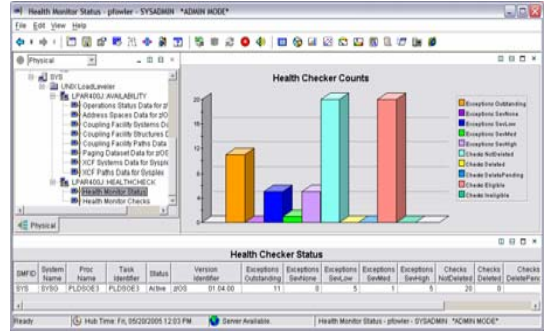 Health Monitor Status - pfowler - SYSADMIN *ADMIN MODE*
File Edit View Help
Physical
SYS
UNIX LoadLeveler
LPAR400J:AVAILABILITY
Operations Status Data for z/
Address Spaces Data for z/O
Coupling Facility Systems D
Coupling Facility Structures D
Coupling Facility Paths Data
Paging Dataset Data for z/OS
XCF Systems Data for Sysple
XCF Paths Data for Sysplex
LPAR400J:HEALTHCHECK
Health Monitor Status
Health Monitor Checks
Physical
Health Checker Counts
20
10
Exceptions Outstanding
Exceptions SevNone
Exceptions SevLow
Exceptions SevMed
Exceptions SevHigh
Checks NotDeleted
Checks Deleted
Checks DeletePending
Checks Eligible
Checks Ineligible
Health Checker Status
SMFID System Name Proc Name Task Identifier Status Version Identifier Exceptions Outstanding Exceptions SevNone Exceptions SevLow Exceptions SevMed Exceptions SevHigh Checks NotDeleted Checks Deleted Checks DeletePend
SYS SYSG PLDSOE3 PLDSOE3 Active z/OS 01.04.00 11 0 5 1 5 20 0
Ready Hub Time: Fri, 05/20/2005 12:03 PM Server Available. Health Monitor Status - pfowler - SYSADMIN *ADMIN MODE*